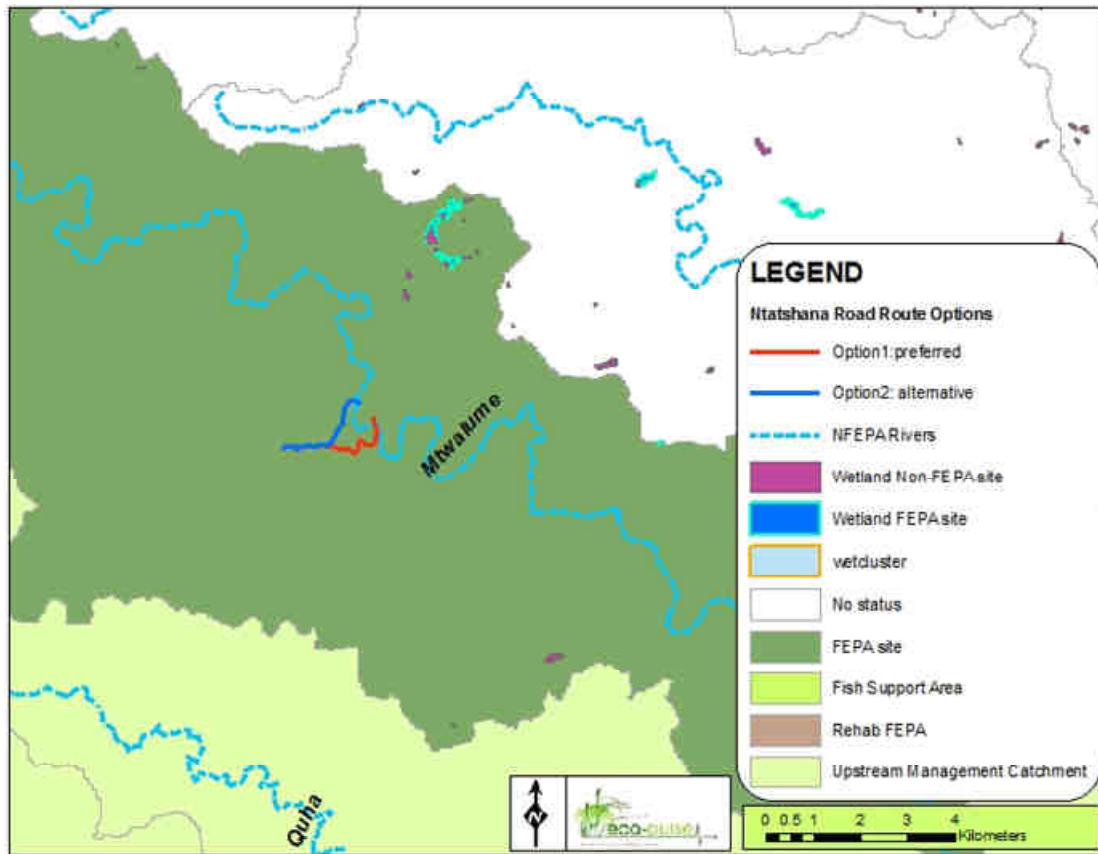 Mtwalume
Quha
LEGEND
Ntatshana Road Route Options
Option1:preferred
Option2: alternative
NFEPA Rivers
Wetland Non-FEPA site
Wetland FEPA site
wetcluster
No status
FEPA site
Fish Support Area
Rehab FEPA
Upstream Management Catchment
N
eco-pulse
0 0.5 1 2 3 4
Kilometers